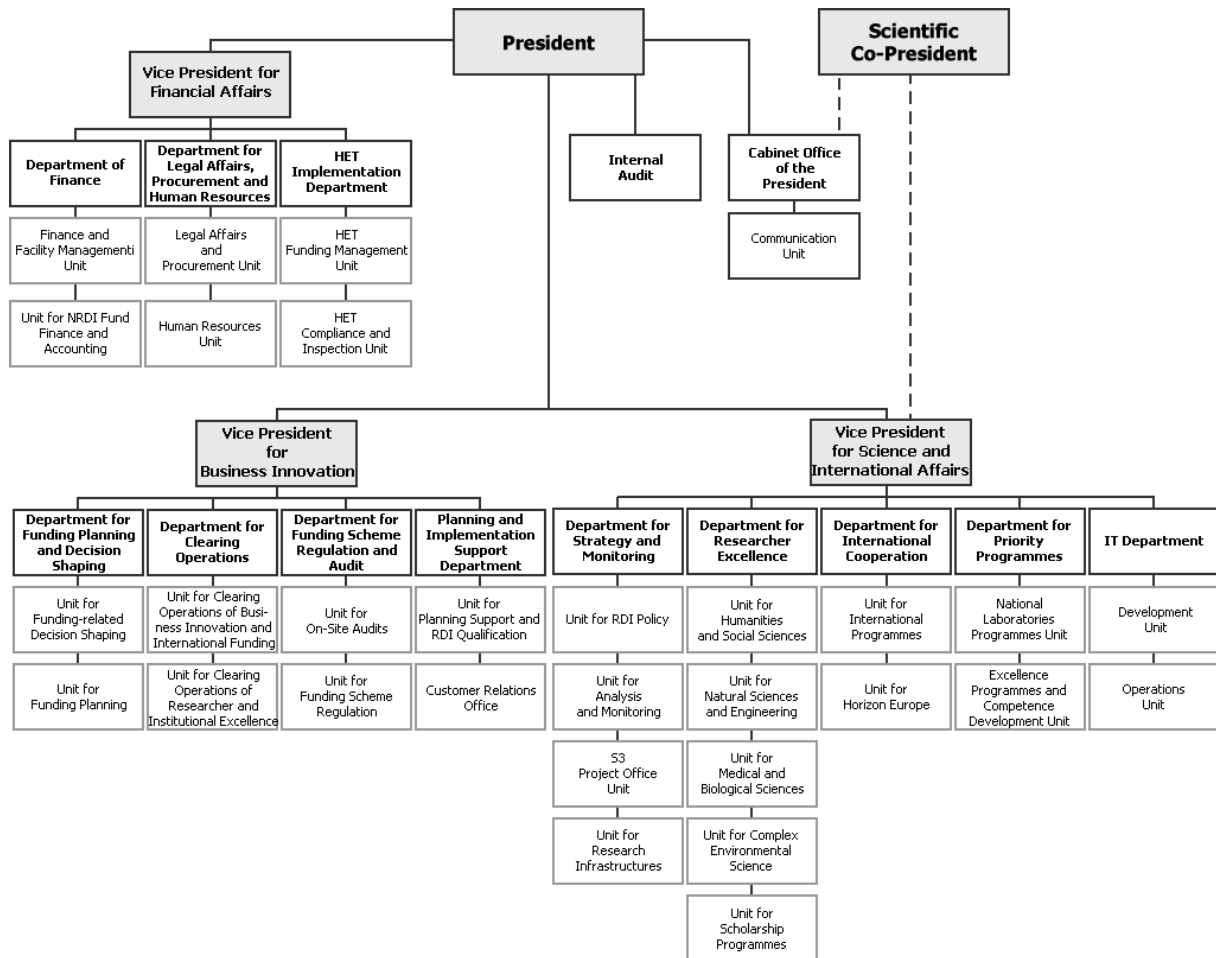 President
Scientific
Co-President
Vice President for
Financial Affairs
Department of
Finance
Department for
Legal Affairs,
Procurement and
Human Resources
HET
Implementation
Department
Internal
Audit
Cabinet Office
of the
President
Finance and
Facility Managementi
Unit
Legal Affairs
and
Procurement Unit
HET
Funding Management
Unit
Communication
Unit
Unit for NRDI Fund
Finance and
Accounting
Human Resources
Unit
HET
Compliance and
Inspection Unit
Vice President
for
Business Innovation
Vice President
for Science and
International Affairs
Department for
Funding Planning
and Decision
Shaping
Department for
Clearing
Operations
Department for
Funding Scheme
Regulation and
Audit
Planning and
Implementation
Support
Department
Department for
Strategy and
Monitoring
Department for
Researcher
Excellence
Department for
International
Cooperation
Department for
Priority
Programmes
IT Department
Unit for
Funding-related
Decision Shaping
Unit for Clearing
Operations of Busi-
ness Innovation and
International Funding
Unit for
On-Site Audits
Unit for
Planning Support and
RDI Qualification
Unit for RDI Policy
Unit for
Humanities
and Social Sciences
Unit for
International
Programmes
National
Laboratories
Programmes Unit
Development
Unit
Unit for
Funding Planning
Unit for Clearing
Operations of
Researcher and
Institutional Excellence
Unit for
Funding Scheme
Regulation
Customer Relations
Office
Unit for
Analysis
and Monitoring
Unit for
Natural Sciences
and Engineering
Unit for
Horizon Europe
Excellence
Programmes and
Competence
Development Unit
Operations
Unit
S3
Project Office
Unit
Unit for
Medical and
Biological Sciences
Unit for
Research
Infrastructures
Unit for Complex
Environmental
Science
Unit for
Scholarship
Programmes